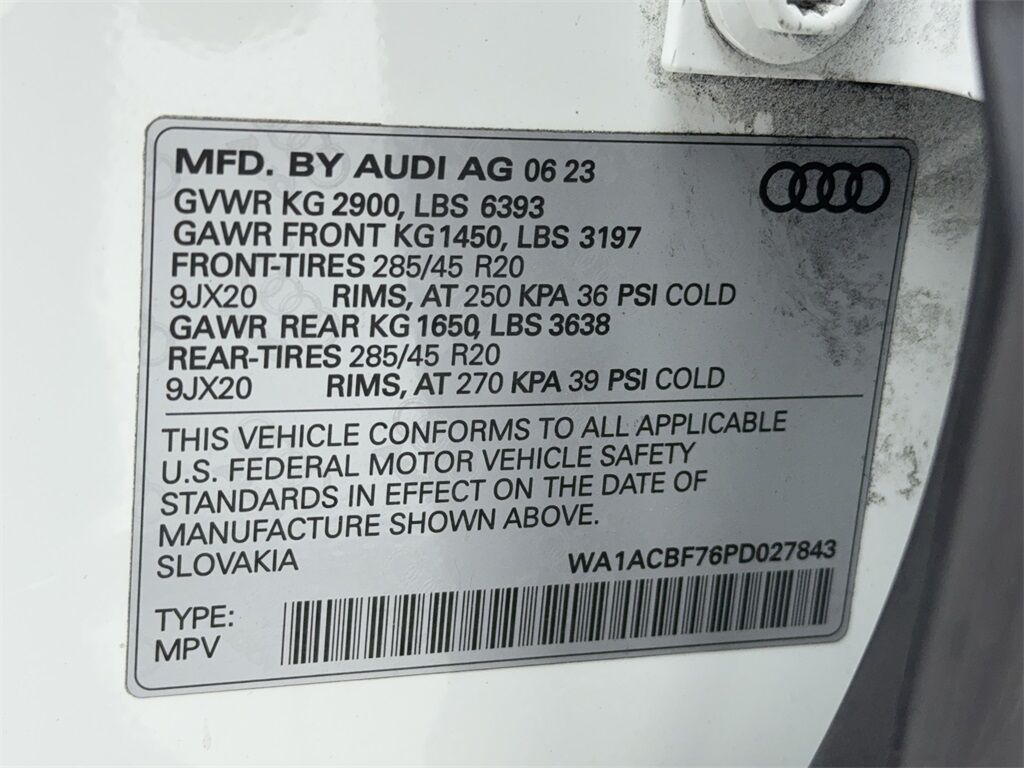 MFD. BY AUDI AG 06 23
GVWR KG 2900, LBS 6393
GAWR FRONT KG1450, LBS 3197
FRONT-TIRES 285/45 R20
9JX20 RIMS, AT 250 KPA 36 PSI COLD
GAWR REAR KG 1650, LBS 3638
REAR-TIRES 285/45 R20
9JX20 RIMS, AT 270 KPA 39 PSI COLD
THIS VEHICLE CONFORMS TO ALL APPLICABLE
U.S. FEDERAL MOTOR VEHICLE SAFETY
STANDARDS IN EFFECT ON THE DATE OF
MANUFACTURE SHOWN ABOVE.
SLOVAKIA WA1ACBF76PD027843
TYPE:
MPV